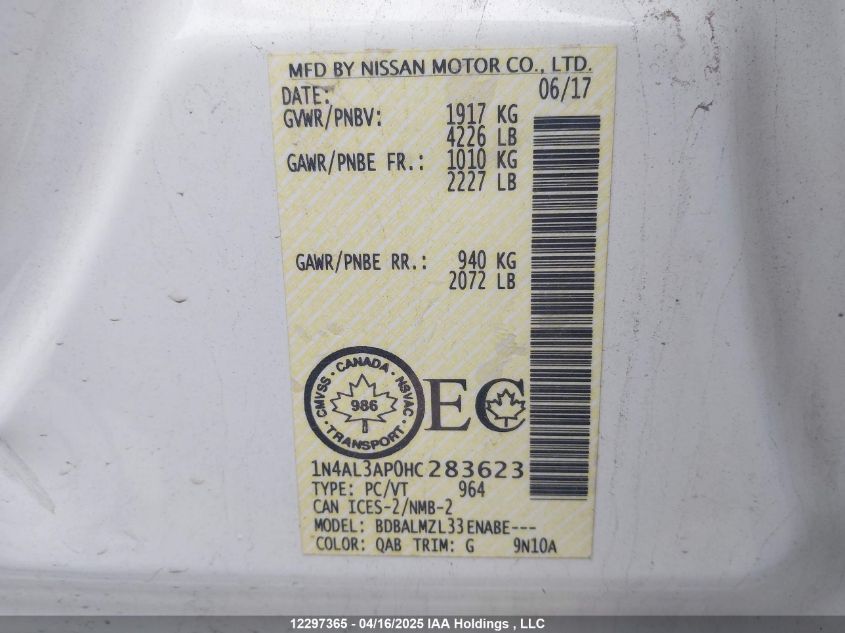 MFD BY NISSAN MOTOR CO., LTD.
DATE: 06/17
GVWR/PNBV: 1917 KG
4226 LB
GAWR/PNBE FR.: 1010 KG
2227 LB
GAWR/PNBE RR.: 940 KG
2072 LB
CMVSS · CANADA · NSVAC · TRANSPORT ·
986
EC
1N4AL3AP0HC283623
TYPE: PC/VT 964
CAN ICES-2/NMB-2
MODEL: BDBALMZL33ENABE---
COLOR: QAB TRIM: G 9N10A
12297365 - 04/16/2025 IAA Holdings , LLC